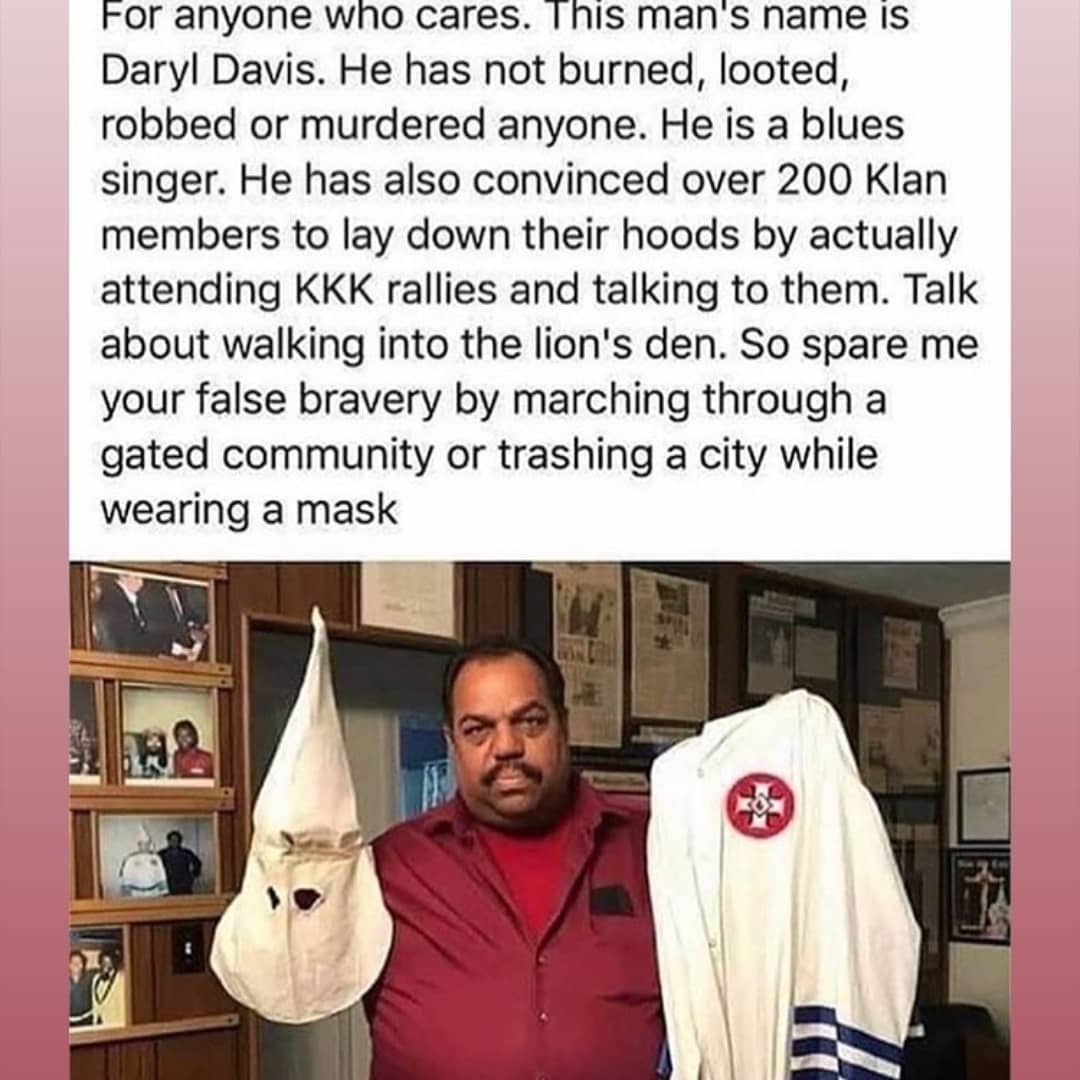 For anyone who cares. This man's name is
Daryl Davis. He has not burned, looted,
robbed or murdered anyone. He is a blues
singer. He has also convinced over 200 Klan
members to lay down their hoods by actually
attending KKK rallies and talking to them. Talk
about walking into the lion's den. So spare me
your false bravery by marching through a
gated community or trashing a city while
wearing a mask